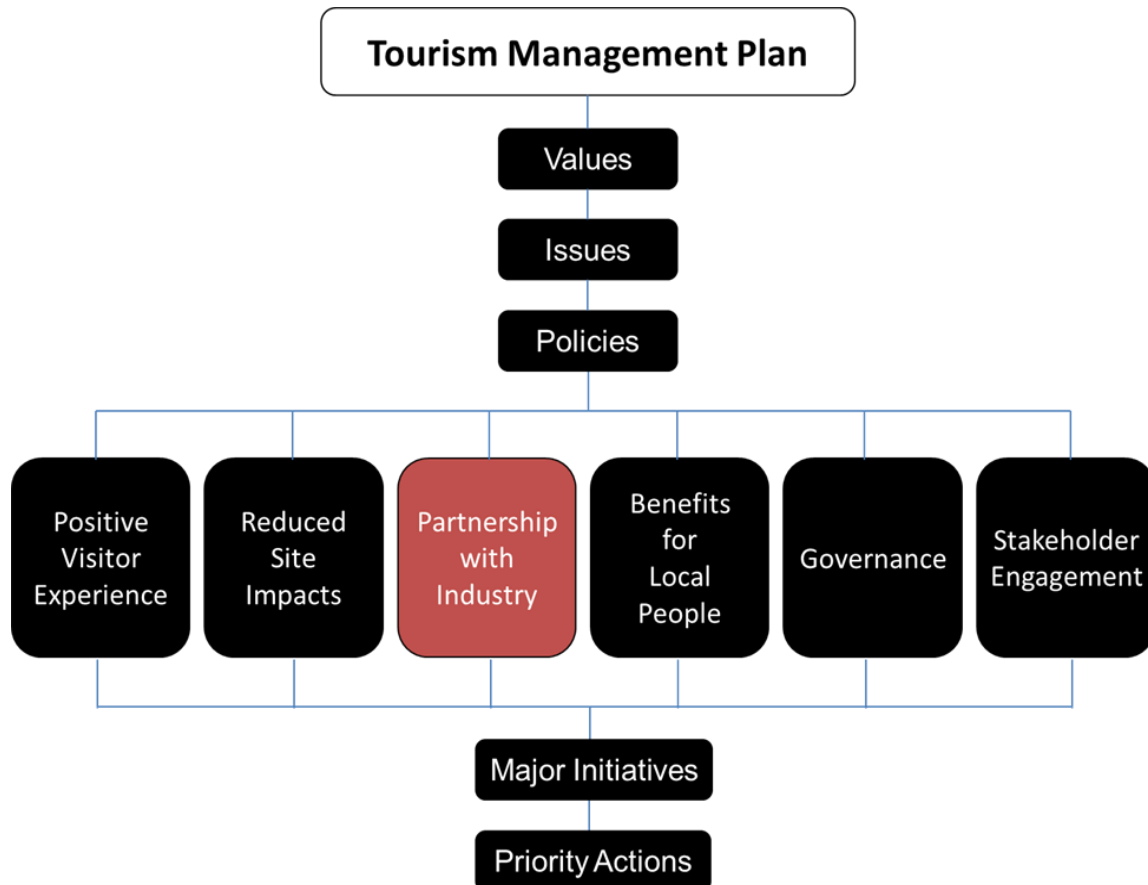 Tourism Management Plan
Values
Issues
Policies
Positive
Visitor
Experience
Reduced
Site
Impacts
Partnership
with
Industry
Benefits
for
Local
People
Governance
Stakeholder
Engagement
Major Initiatives
Priority Actions